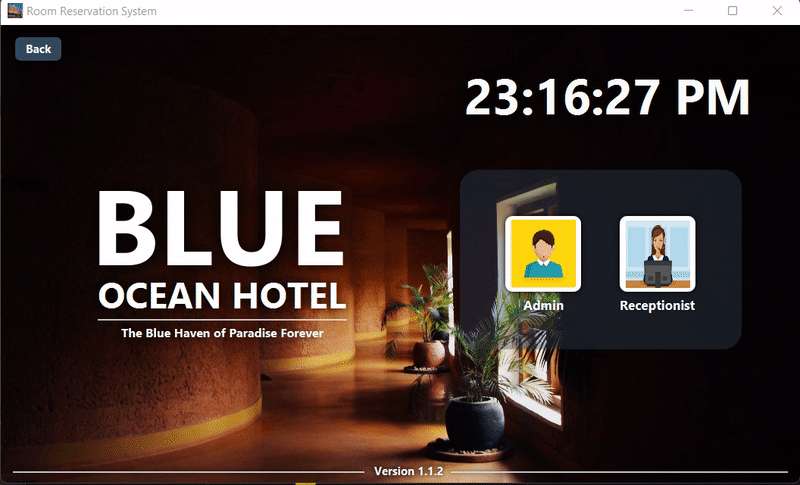 Room Reservation System
Back
23:16:27 PM
BLUE
OCEAN HOTEL
The Blue Haven of Paradise Forever
Admin
Receptionist
Version 1.1.2